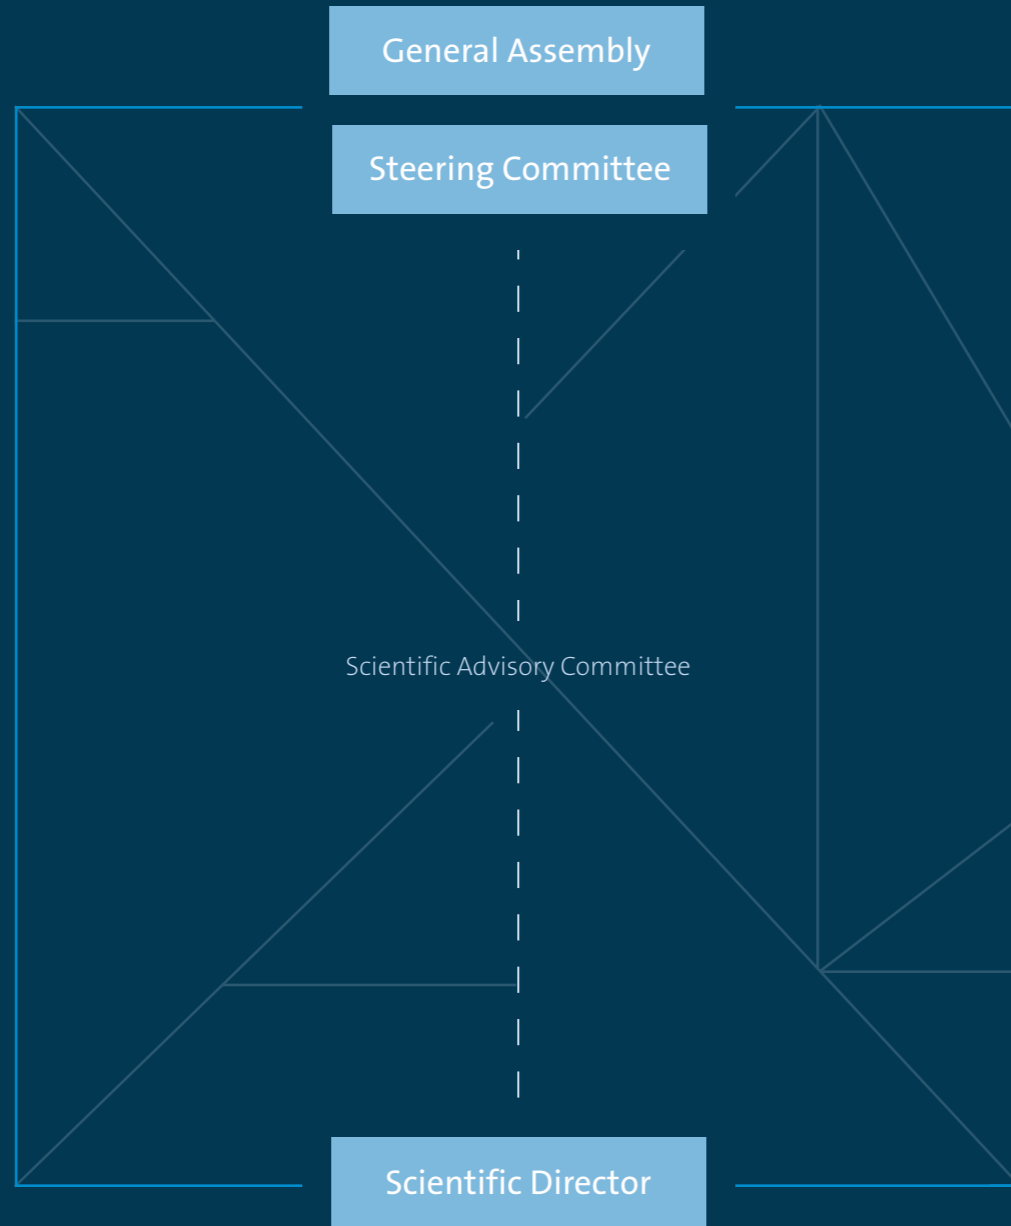 General Assembly
Steering Committee
Scientific Advisory Committee
Scientific Director